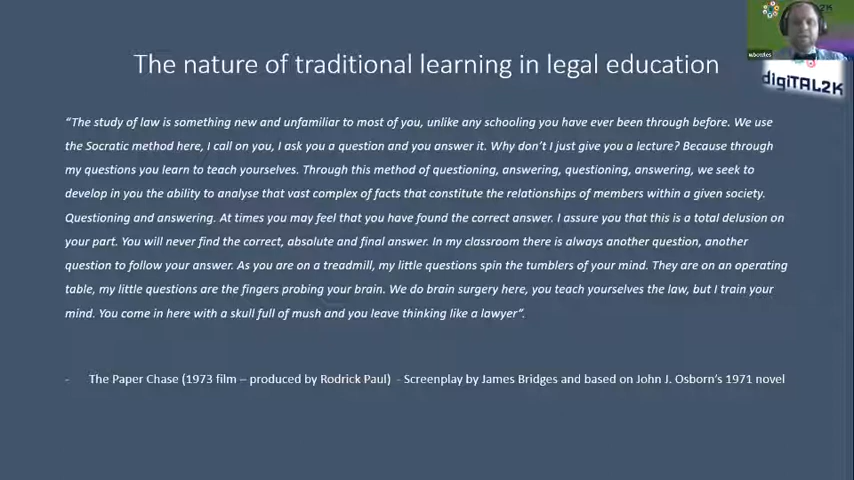 The nature of traditional learning in legal education
digiTAL2K
“The study of law is something new and unfamiliar to most of you, unlike any schooling you have ever been through before. We use
the Socratic method here, I call on you, I ask you a question and you answer it. Why don’t I just give you a lecture? Because through
my questions you learn to teach yourselves. Through this method of questioning, answering, questioning, answering, we seek to
develop in you the ability to analyse that vast complex of facts that constitute the relationships of members within a given society.
Questioning and answering. At times you may feel that you have found the correct answer. I assure you that this is a total delusion on
your part. You will never find the correct, absolute and final answer. In my classroom there is always another question, another
question to follow your answer. As you are on a treadmill, my little questions spin the tumblers of your mind. They are on an operating
table, my little questions are the fingers probing your brain. We do brain surgery here, you teach yourselves the law, but I train your
mind. You come in here with a skull full of mush and you leave thinking like a lawyer”.
- The Paper Chase (1973 film – produced by Rodrick Paul) - Screenplay by James Bridges and based on John J. Osborn’s 1971 novel